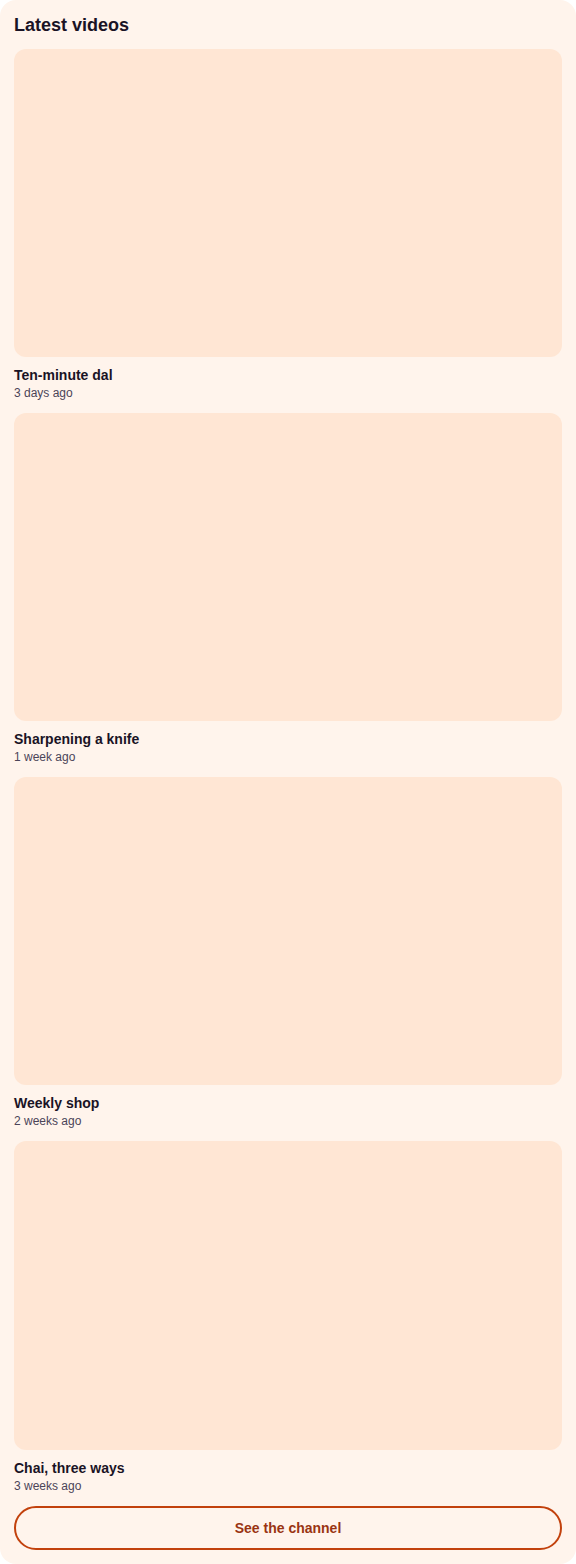 Latest videos
Ten-minute dal
3 days ago
Sharpening a knife
1 week ago
Weekly shop
2 weeks ago
Chai, three ways
3 weeks ago
See the channel